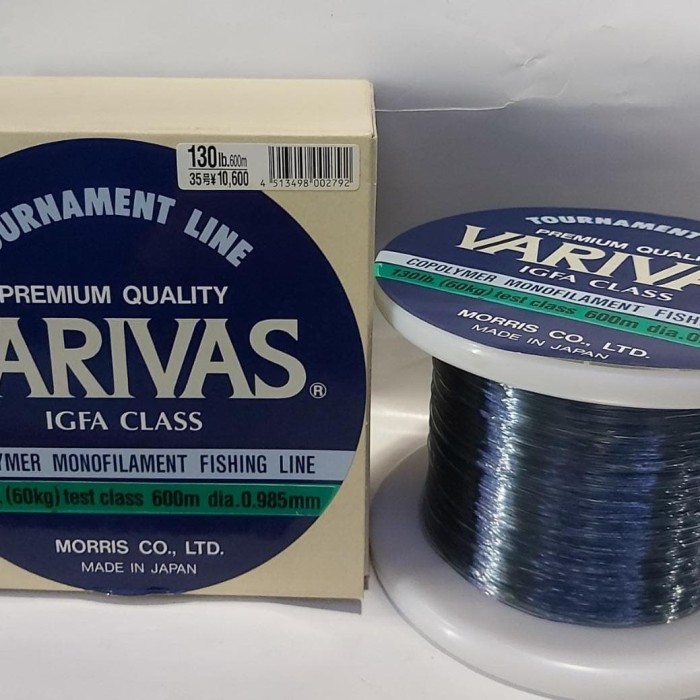 130lb.600m
35号¥10,600
4 513498 002792
TOURNAMENT LINE
PREMIUM QUALITY
VARIVAS®
IGFA CLASS
COPOLYMER MONOFILAMENT FISHING LINE
(60kg) test class 600m dia.0.985mm
MORRIS CO., LTD.
MADE IN JAPAN
TOURNAMENT
PREMIUM QUALI
VARIVA
IGFA CLASS
COPOLYMER MONOFILAMENT FISH
130lb. (60kg) test class 600m dia.0.
MORRIS CO., LTD.
MADE IN JAPAN